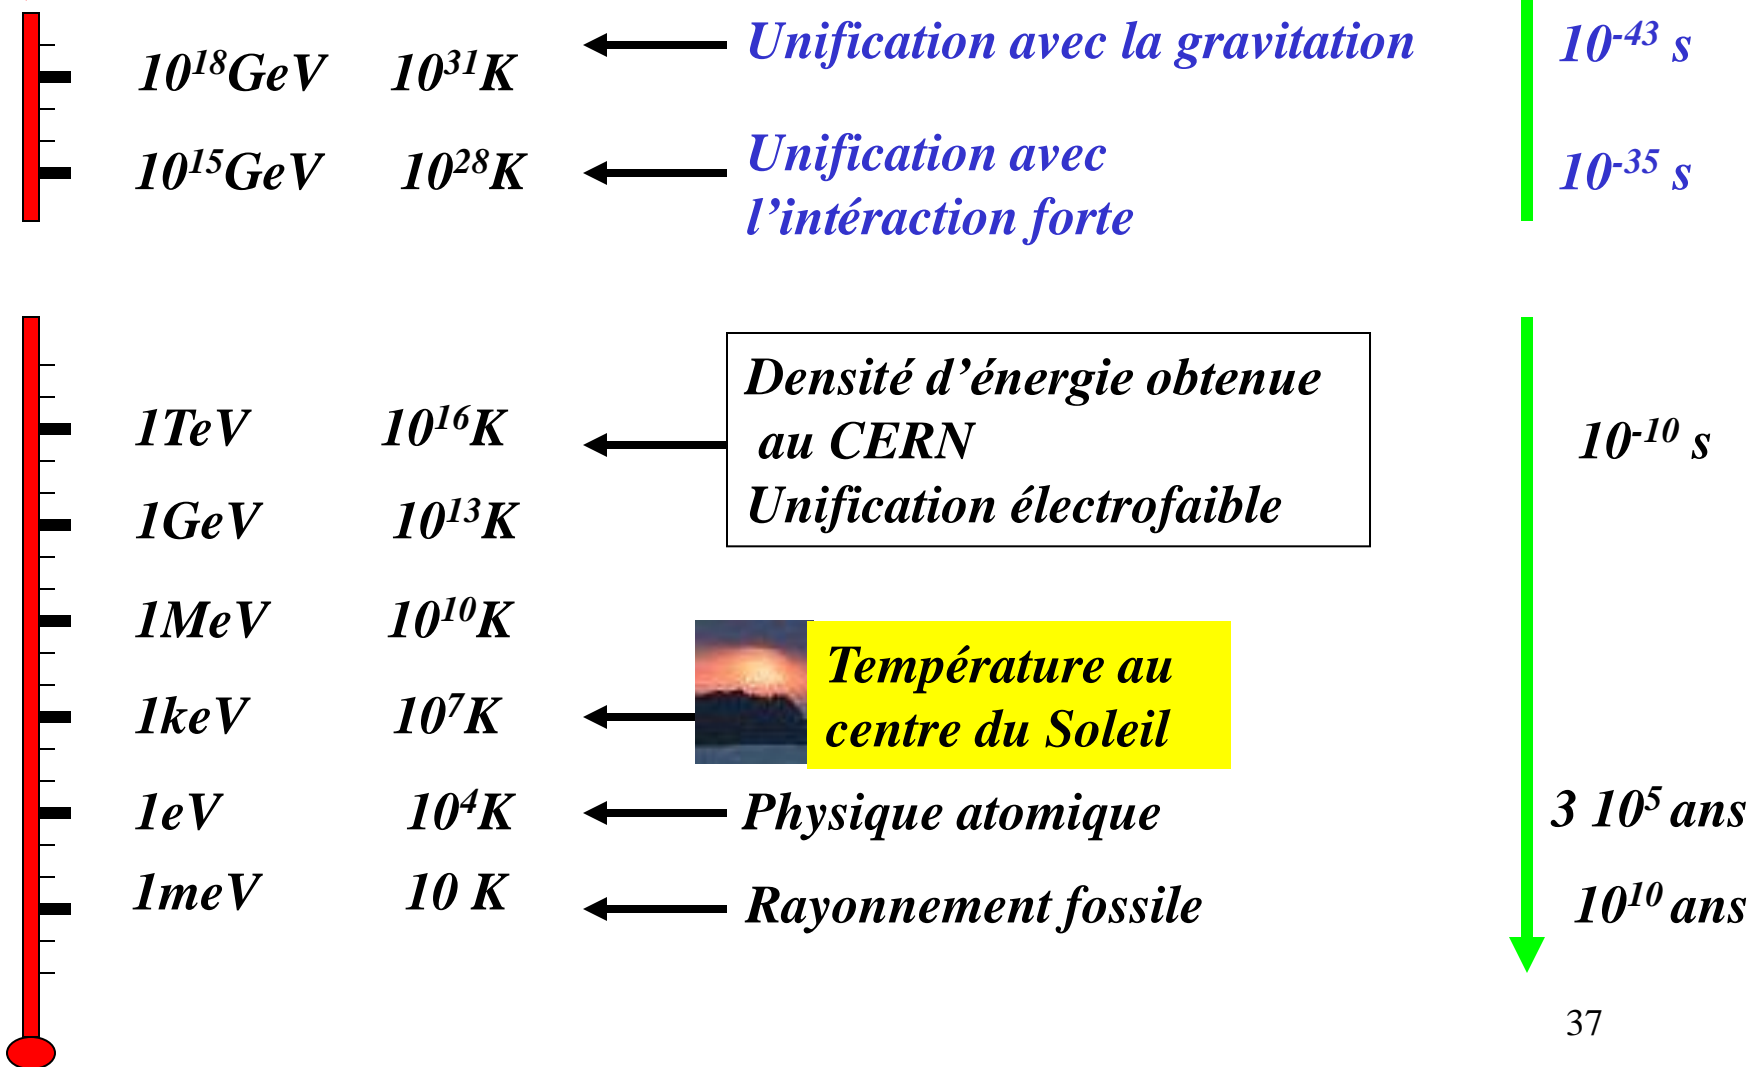 10¹⁸GeV 10³¹K Unification avec la gravitation 10⁻⁴³ s
10¹⁵GeV 10²⁸K Unification avec 10⁻³⁵ s
l’intéraction forte
Densité d’énergie obtenue
1TeV 10¹⁶K au CERN 10⁻¹⁰ s
1GeV 10¹³K Unification électrofaible
1MeV 10¹⁰K
Température au
1keV 10⁷K centre du Soleil
1eV 10⁴K Physique atomique 3 10⁵ ans
1meV 10 K Rayonnement fossile 10¹⁰ ans
37